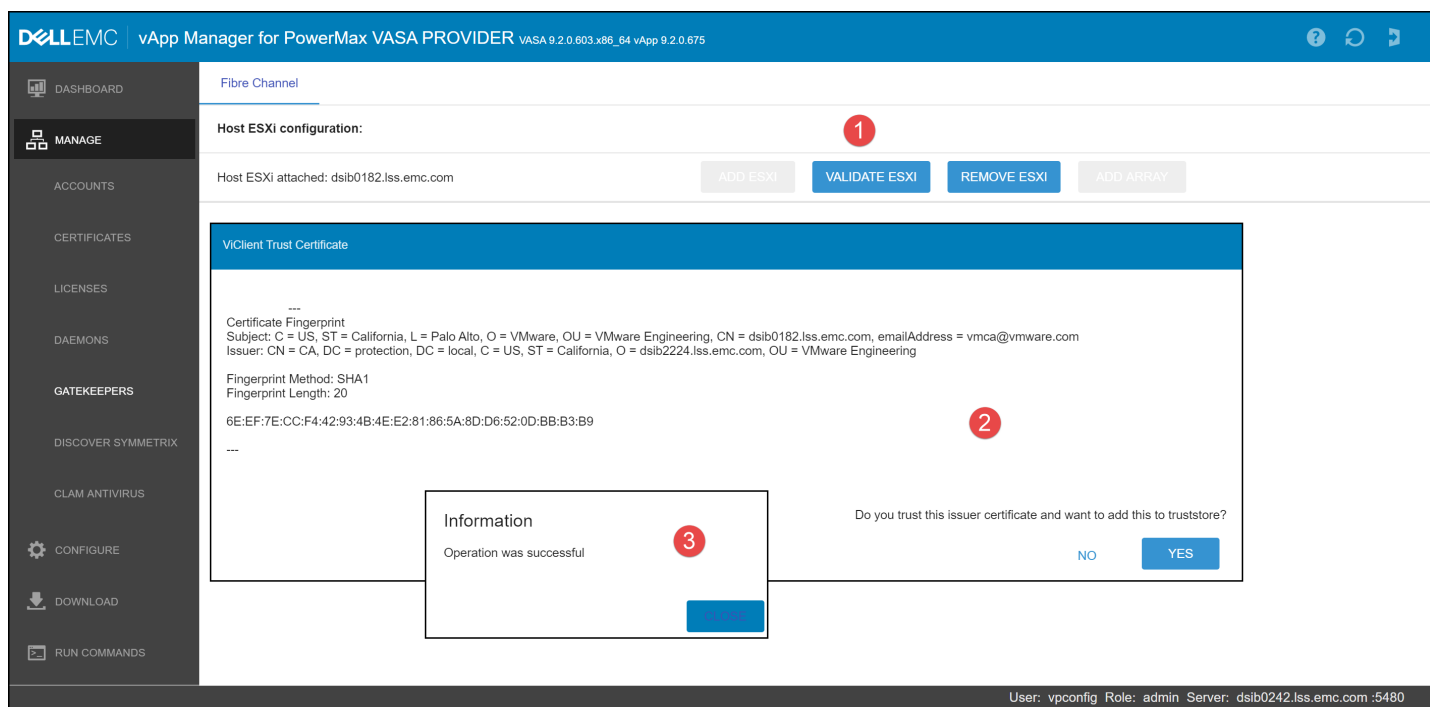 DELLEMC vApp Manager for PowerMax VASA PROVIDER VASA 9.2.0.603.x86_64 vApp 9.2.0.675
?
DASHBOARD
MANAGE
ACCOUNTS
CERTIFICATES
LICENSES
DAEMONS
GATEKEEPERS
DISCOVER SYMMETRIX
CLAM ANTIVIRUS
CONFIGURE
DOWNLOAD
RUN COMMANDS
Fibre Channel
Host ESXi configuration:
1
Host ESXi attached: dsib0182.lss.emc.com
ADD ESXI
VALIDATE ESXI
REMOVE ESXI
ADD ARRAY
ViClient Trust Certificate
---
Certificate Fingerprint
Subject: C = US, ST = California, L = Palo Alto, O = VMware, OU = VMware Engineering, CN = dsib0182.lss.emc.com, emailAddress = vmca@vmware.com
Issuer: CN = CA, DC = protection, DC = local, C = US, ST = California, O = dsib2224.lss.emc.com, OU = VMware Engineering
Fingerprint Method: SHA1
Fingerprint Length: 20
6E:EF:7E:CC:F4:42:93:4B:4E:E2:81:86:5A:8D:D6:52:0D:BB:B3:B9
2
---
Do you trust this issuer certificate and want to add this to truststore?
NO
YES
Information
Operation was successful
3
CLOSE
User: vpconfig Role: admin Server: dsib0242.lss.emc.com :5480